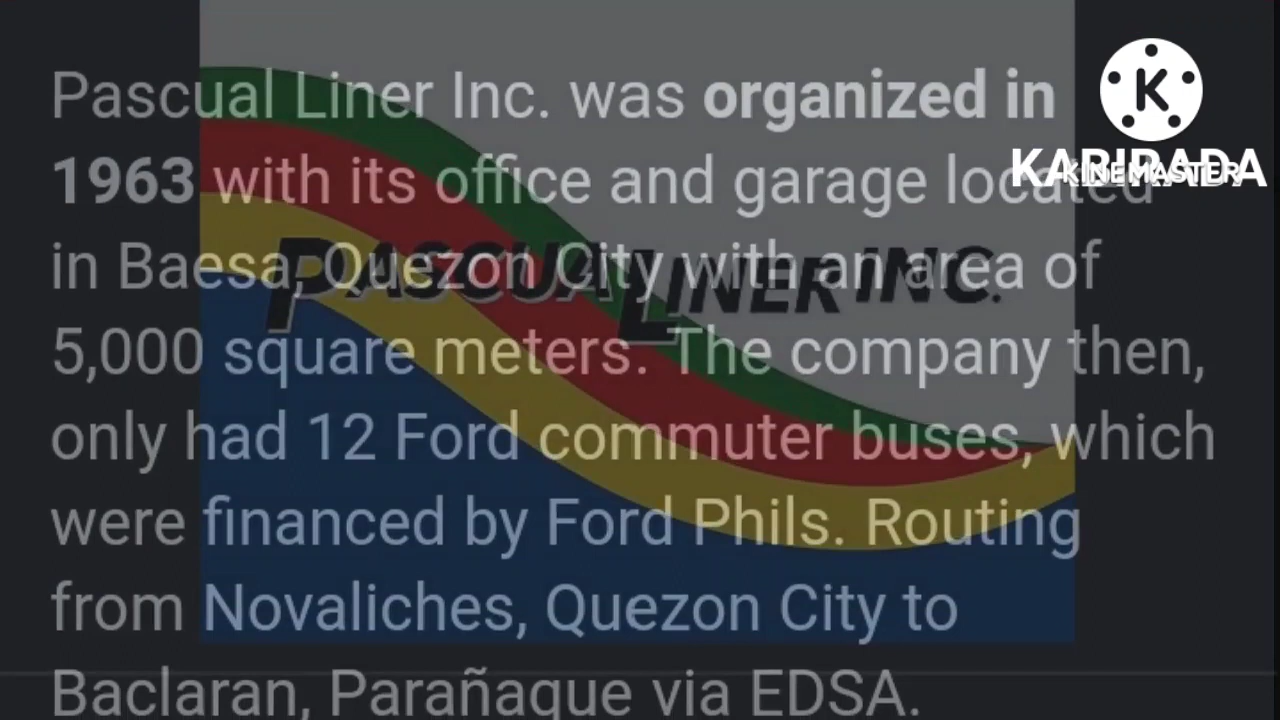 Pascual Liner Inc. was organized in
1963 with its office and garage located
in Baesa, Quezon City with an area of
5,000 square meters. The company then,
only had 12 Ford commuter buses, which
were financed by Ford Phils. Routing
from Novaliches, Quezon City to
Baclaran, Parañaque via EDSA.
PASCUAL LINER INC.
K
KARIPADA
KINEMASTER